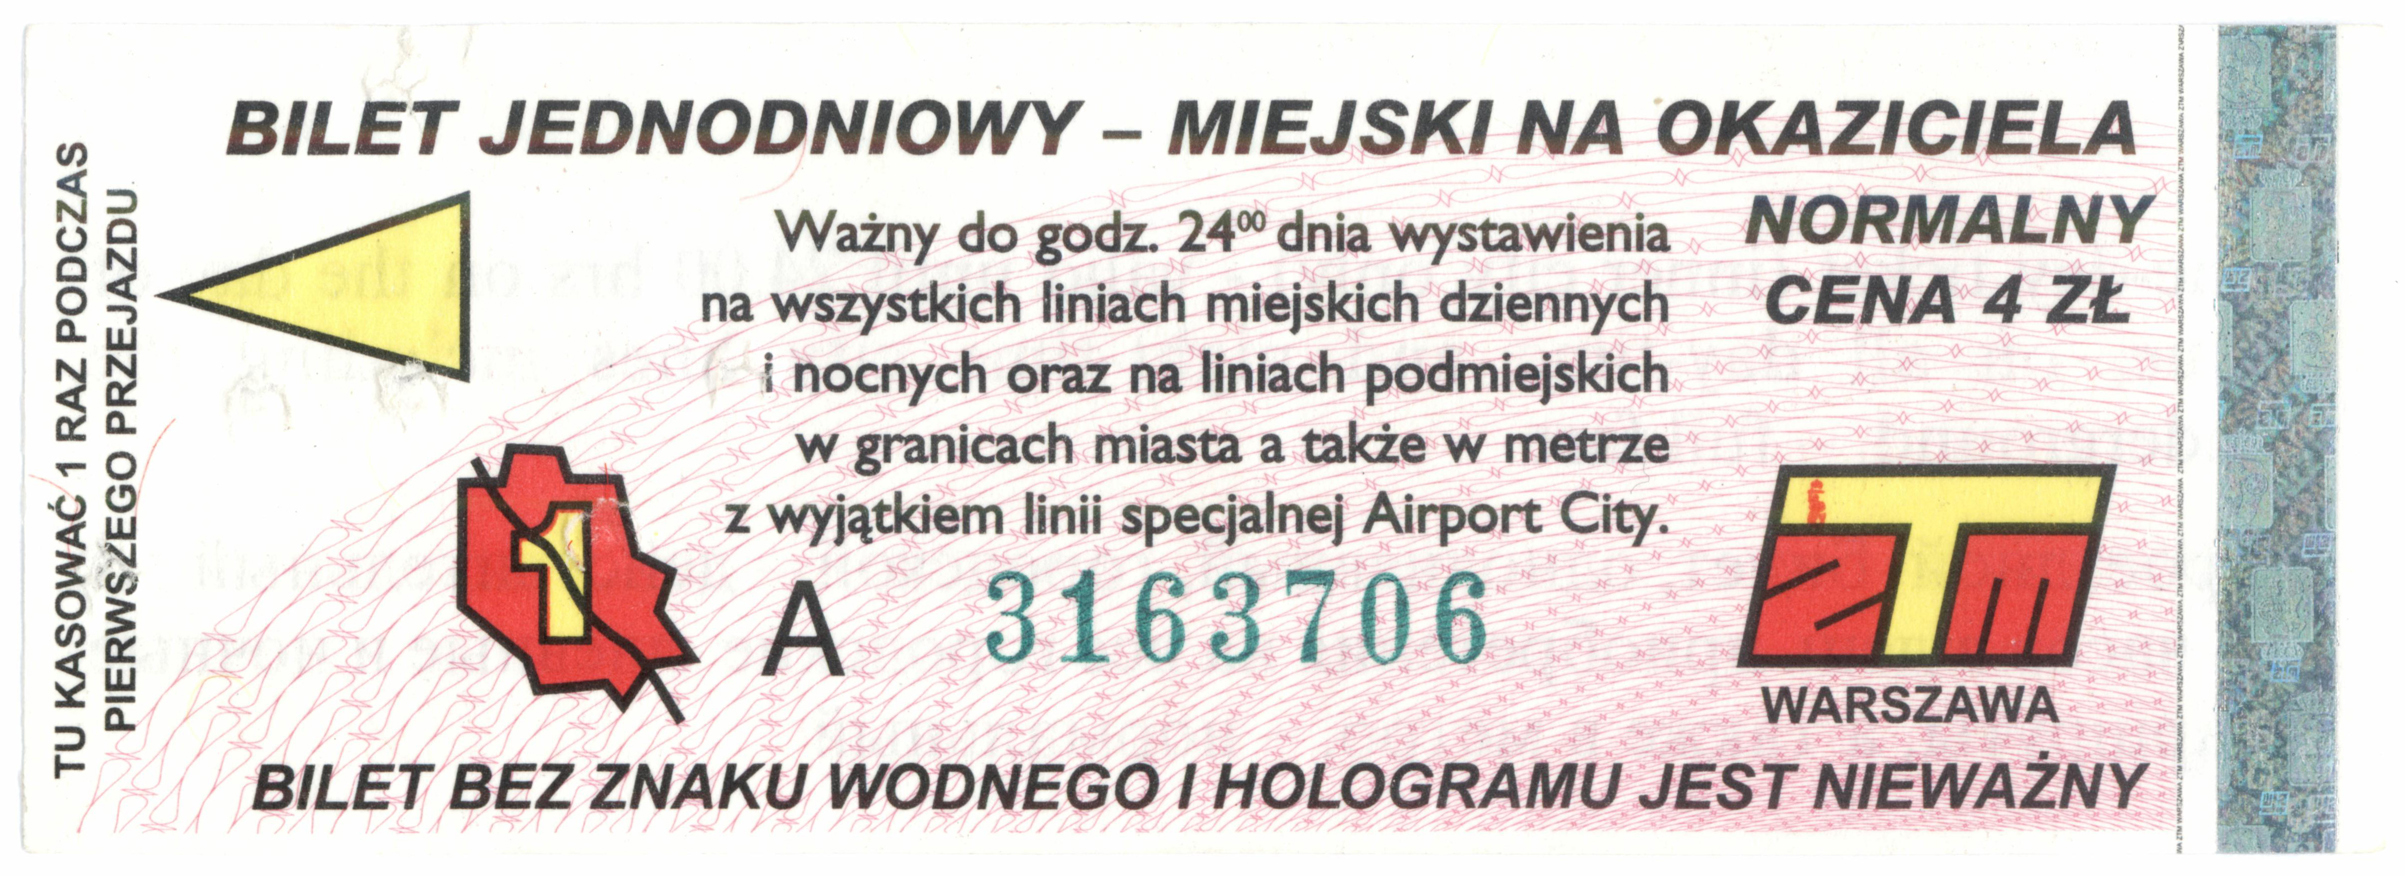 BILET JEDNODNIOWY – MIEJSKI NA OKAZICIELA
TU KASOWAĆ 1 RAZ PODCZAS
PIERWSZEGO PRZEJAZDU
Ważny do godz. 24⁰⁰ dnia wystawienia
na wszystkich liniach miejskich dziennych
i nocnych oraz na liniach podmiejskich
w granicach miasta a także w metrze
z wyjątkiem linii specjalnej Airport City.
NORMALNY
CENA 4 ZŁ
1
A 3163706
ZTM
WARSZAWA
BILET BEZ ZNAKU WODNEGO I HOLOGRAMU JEST NIEWAŻNY